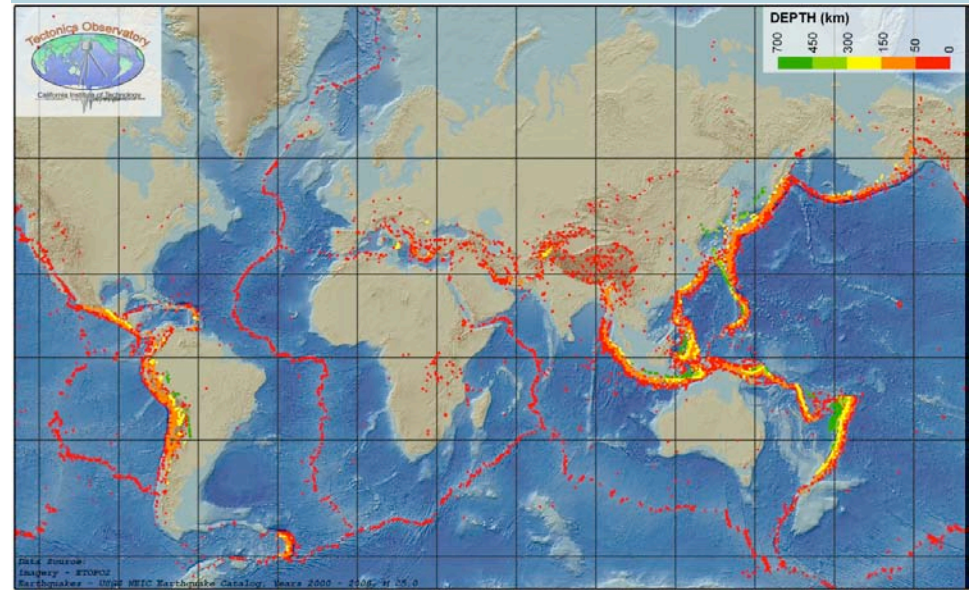 Tectonics Observatory
California Institute of Technology
DEPTH (km)
700 450 300 150 50 0
Data Source:
Imagery - ETOPO2
Earthquakes - USGS NEIC Earthquake Catalog, Years 2000 - 2008, M >5.0